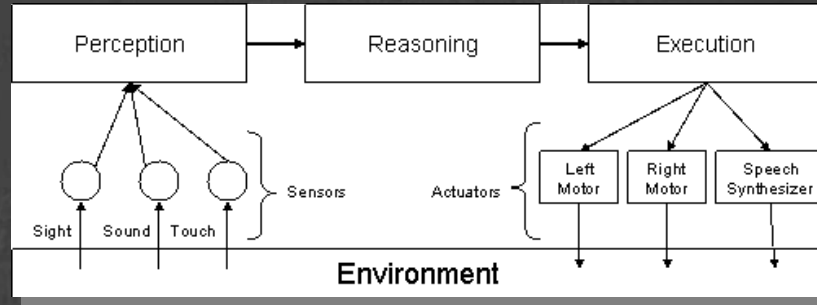 Perception
Reasoning
Execution
Left
Motor
Right
Motor
Speech
Synthesizer
Sensors
Actuators
Sight
Sound
Touch
Environment